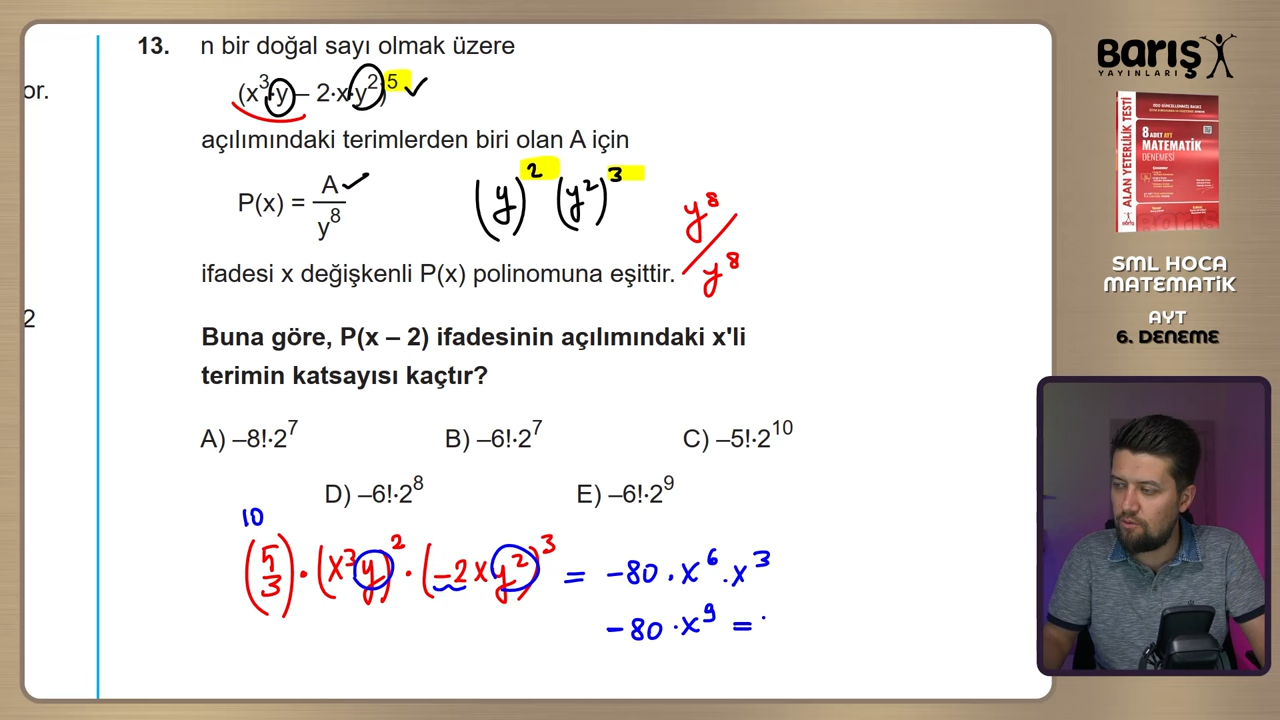 or.
2
13. n bir doğal sayı olmak üzere
(x³·y – 2·x·y²)⁵
açılımındaki terimlerden biri olan A için
P(x) = A / y⁸
(y)² (y²)³
y⁸ / y⁸
ifadesi x değişkenli P(x) polinomuna eşittir.
Buna göre, P(x – 2) ifadesinin açılımındaki x'li
terimin katsayısı kaçtır?
A) –8!·2⁷ B) –6!·2⁷ C) –5!·2¹⁰
D) –6!·2⁸ E) –6!·2⁹
10
(5 3) · (x³y)² · (–2xy²)³ = –80 · x⁶ · x³
–80 · x⁹ =
BARIŞ
YAYINLARI
ALAN YETERLİLİK TESTİ
8 ADET AYT
MATEMATİK
DENEMESİ
SML HOCA
MATEMATİK
AYT
6. DENEME